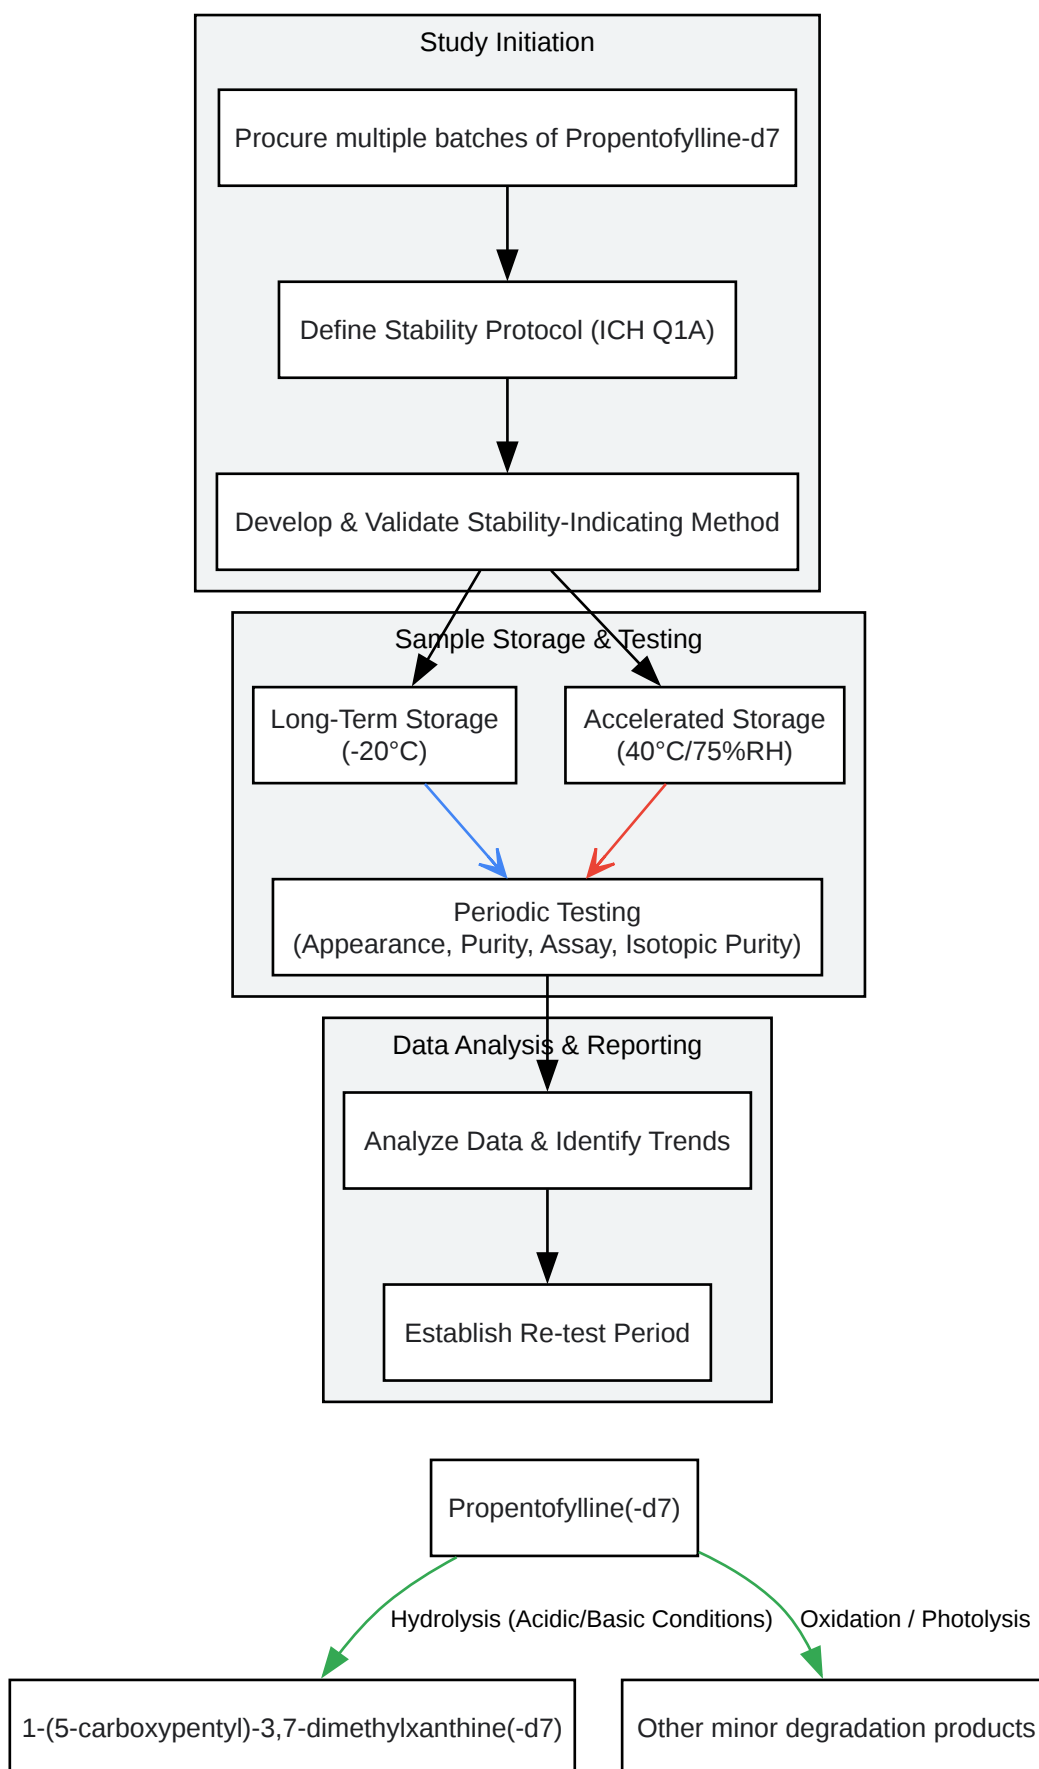 Study Initiation
Procure multiple batches of Propentofylline-d7
Define Stability Protocol (ICH Q1A)
Develop & Validate Stability-Indicating Method
Sample Storage & Testing
Long-Term Storage
(-20°C)
Accelerated Storage
(40°C/75%RH)
Periodic Testing
(Appearance, Purity, Assay, Isotopic Purity)
Data Analysis & Reporting
Analyze Data & Identify Trends
Establish Re-test Period
Propentofylline(-d7)
Hydrolysis (Acidic/Basic Conditions)
Oxidation / Photolysis
1-(5-carboxypentyl)-3,7-dimethylxanthine(-d7)
Other minor degradation products